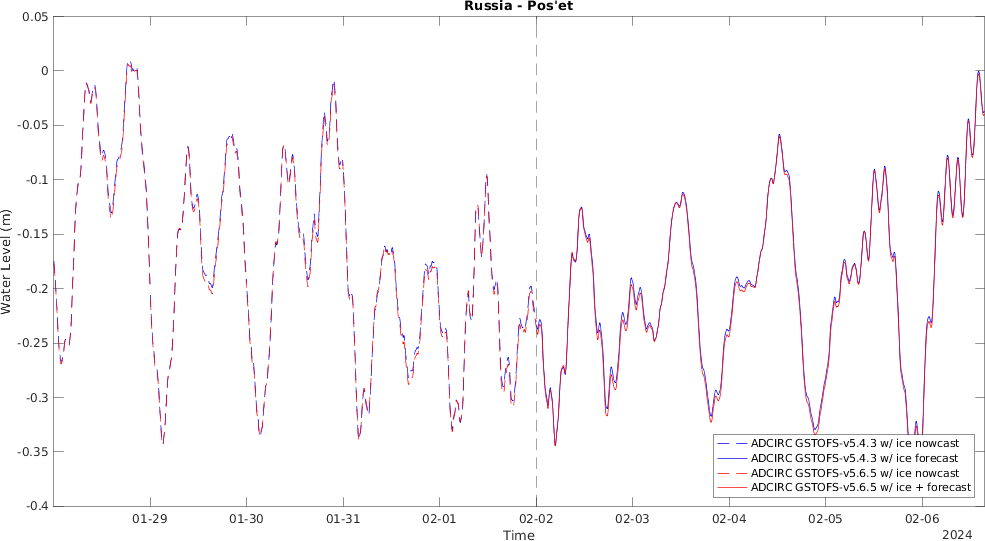 Russia - Pos'et
0.05
0
-0.05
-0.1
-0.15
-0.2
-0.25
-0.3
-0.35
-0.4
Water Level (m)
01-29 01-30 01-31 02-01 02-02 02-03 02-04 02-05 02-06
Time
2024
ADCIRC GSTOFS-v5.4.3 w/ ice nowcast
ADCIRC GSTOFS-v5.4.3 w/ ice forecast
ADCIRC GSTOFS-v5.6.5 w/ ice nowcast
ADCIRC GSTOFS-v5.6.5 w/ ice + forecast